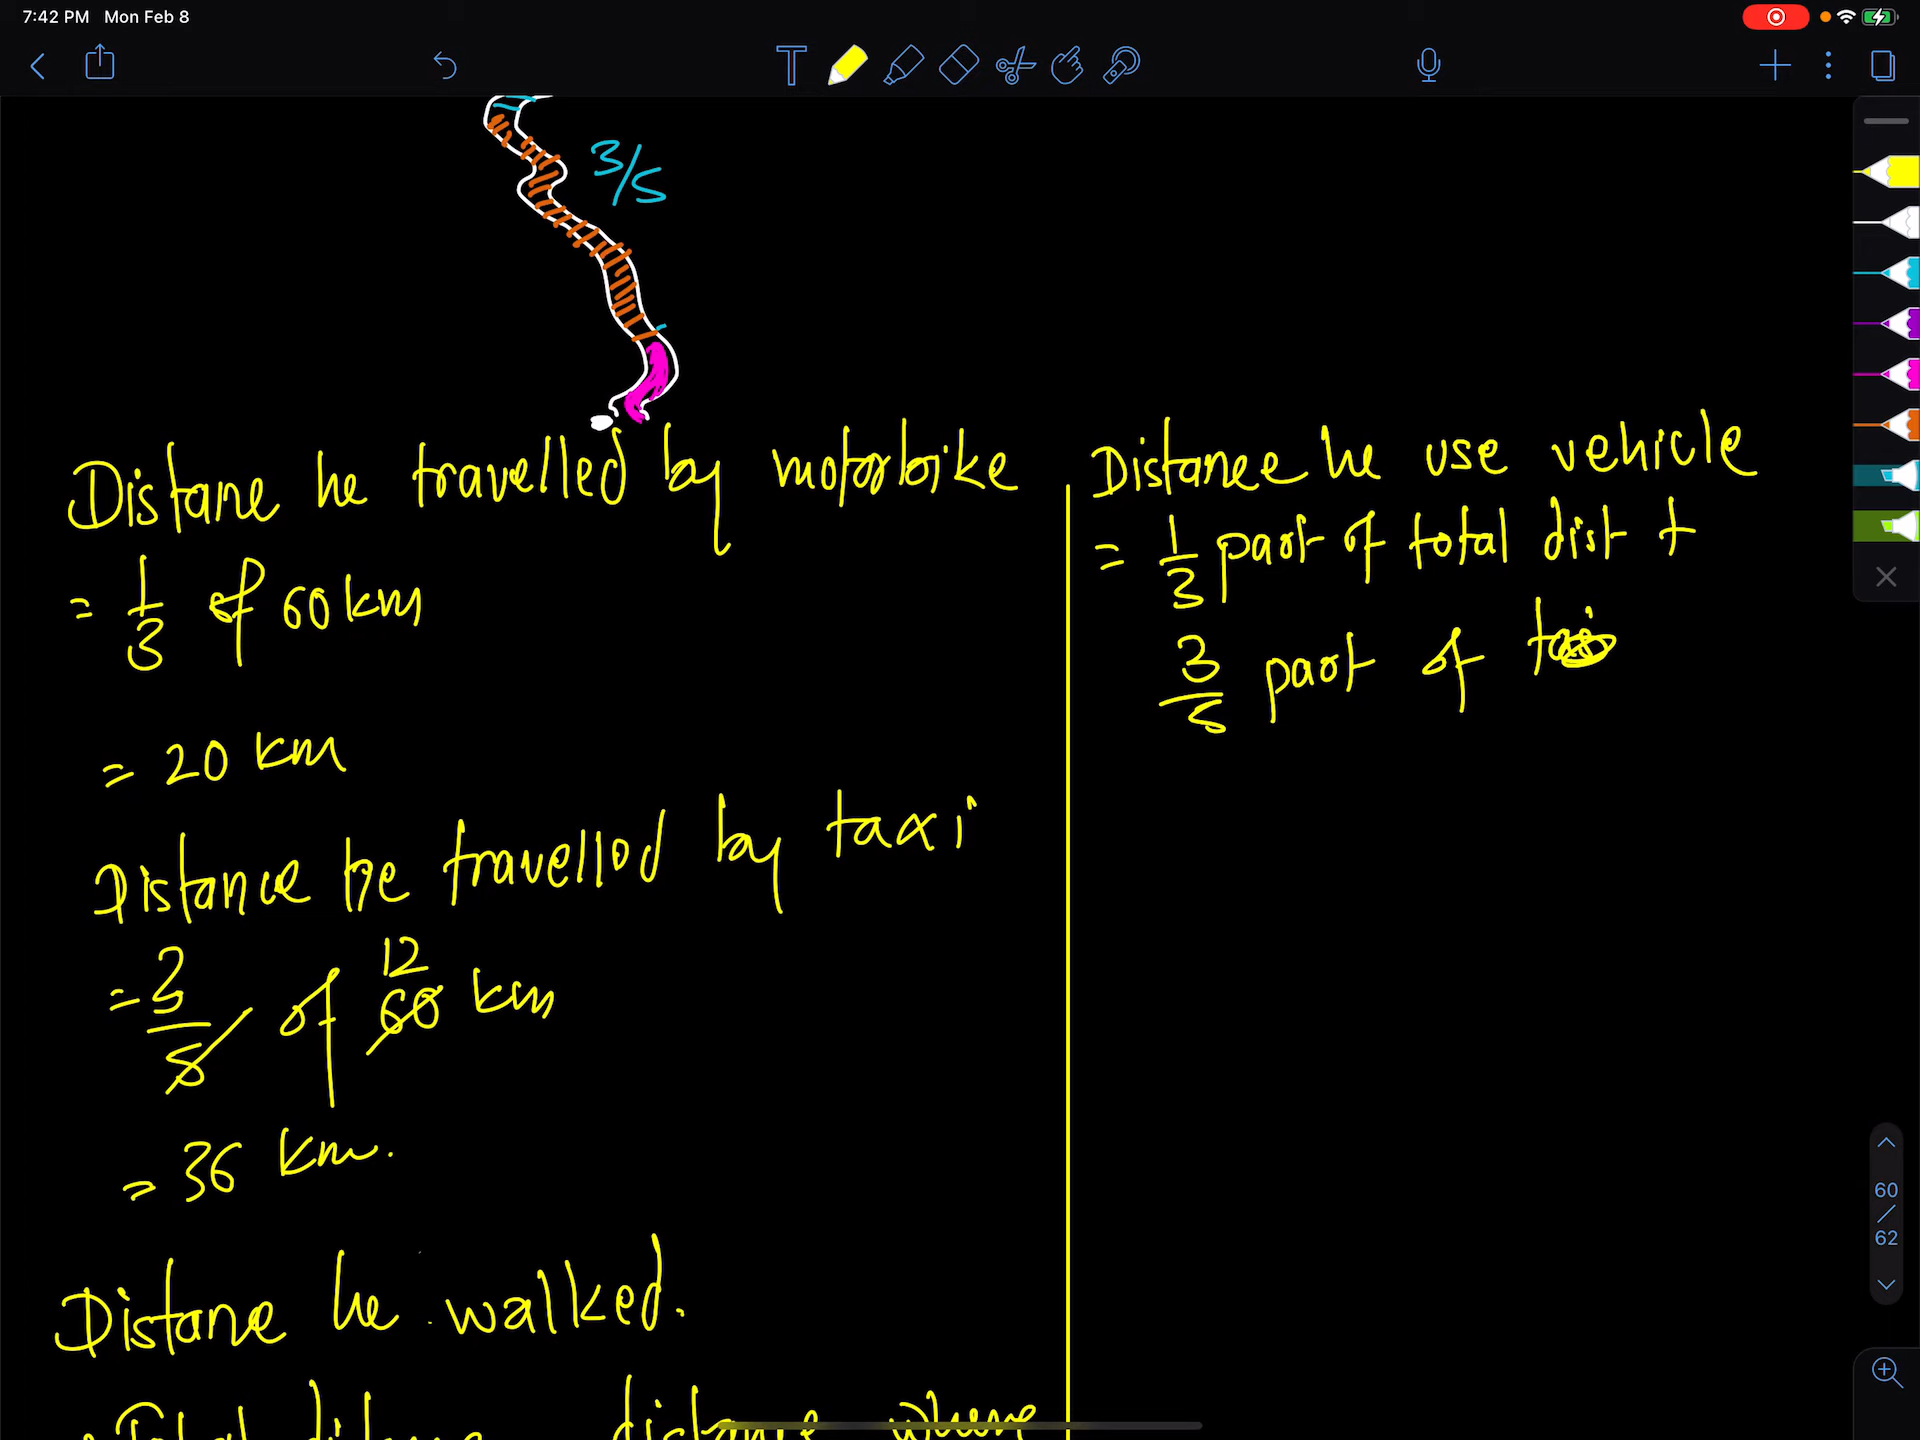 7:42 PM Mon Feb 8
3/5
Distane he travelled by motorbike
= 1/3 of 60 km
= 20 km
Distance he travelled by taxi
= 3/5 of 60 km
12
= 36 km.
Distane he walked.
Distancee he use vehicle
= 1/3 part of total dist +
3/5 part of
60
/
62